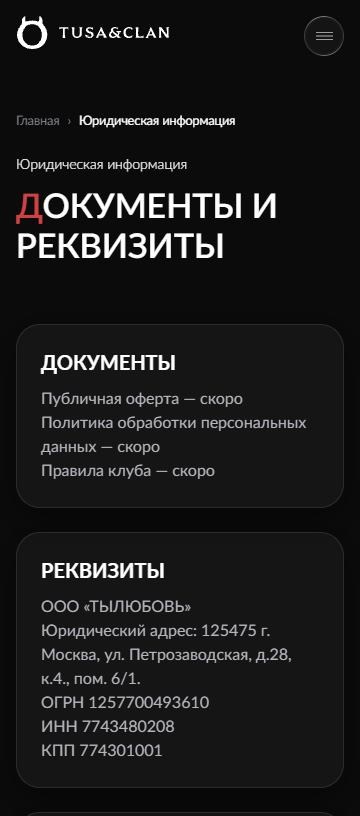 TUSA&CLAN
Главная › Юридическая информация
Юридическая информация
ДОКУМЕНТЫ И
РЕКВИЗИТЫ
ДОКУМЕНТЫ
Публичная оферта — скоро
Политика обработки персональных
данных — скоро
Правила клуба — скоро
РЕКВИЗИТЫ
ООО «ТЫЛЮБОВЬ»
Юридический адрес: 125475 г.
Москва, ул. Петрозаводская, д.28,
к.4., пом. 6/1.
ОГРН 1257700493610
ИНН 7743480208
КПП 774301001